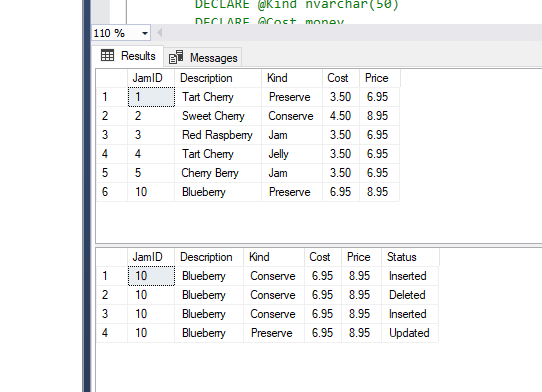 DECLARE @Kind nvarchar(50)
DECLARE @Cost money
110 %
Results Messages
JamID Description Kind Cost Price
1 1 Tart Cherry Preserve 3.50 6.95
2 2 Sweet Cherry Conserve 4.50 8.95
3 3 Red Raspberry Jam 3.50 6.95
4 4 Tart Cherry Jelly 3.50 6.95
5 5 Cherry Berry Jam 3.50 6.95
6 10 Blueberry Preserve 6.95 8.95
JamID Description Kind Cost Price Status
1 10 Blueberry Conserve 6.95 8.95 Inserted
2 10 Blueberry Conserve 6.95 8.95 Deleted
3 10 Blueberry Conserve 6.95 8.95 Inserted
4 10 Blueberry Preserve 6.95 8.95 Updated